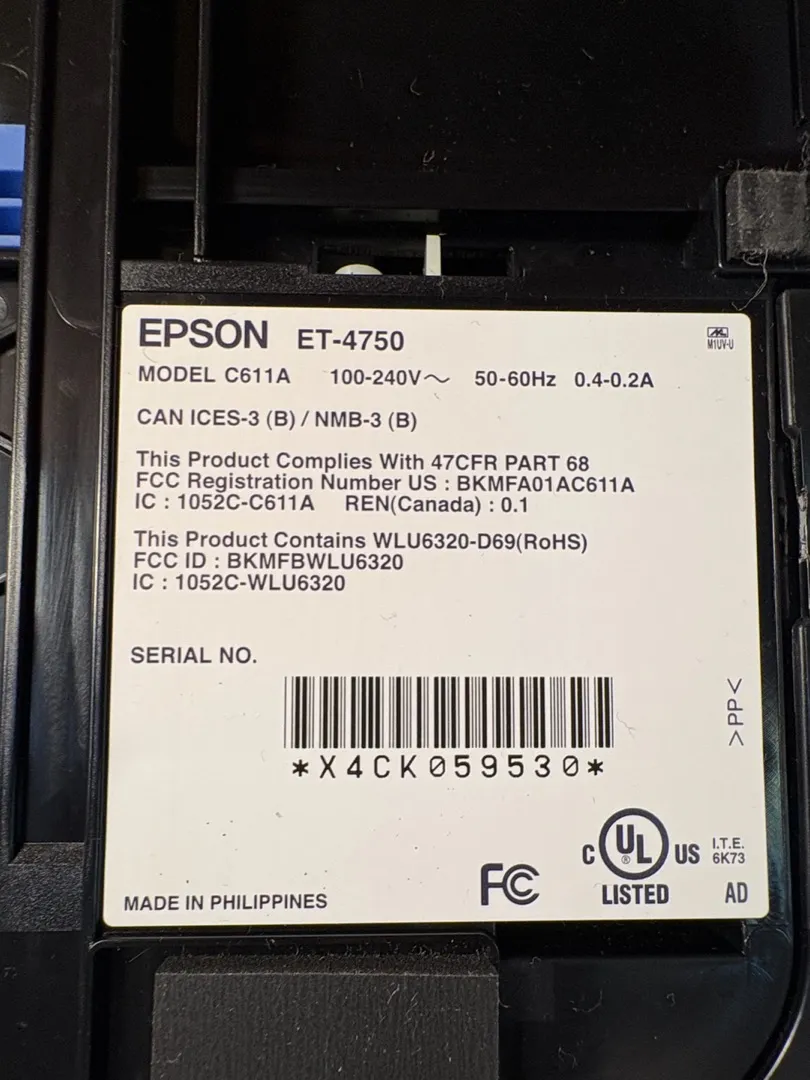 EPSON ET-4750
M1UV-U
MODEL C611A 100-240V~ 50-60Hz 0.4-0.2A
CAN ICES-3 (B) / NMB-3 (B)
This Product Complies With 47CFR PART 68
FCC Registration Number US : BKMFA01AC611A
IC : 1052C-C611A REN(Canada) : 0.1
This Product Contains WLU6320-D69(RoHS)
FCC ID : BKMFBWLU6320
IC : 1052C-WLU6320
SERIAL NO.
*X4CK059530*
>PP<
MADE IN PHILIPPINES
FC
C UL® US
LISTED
I.T.E.
6K73
AD